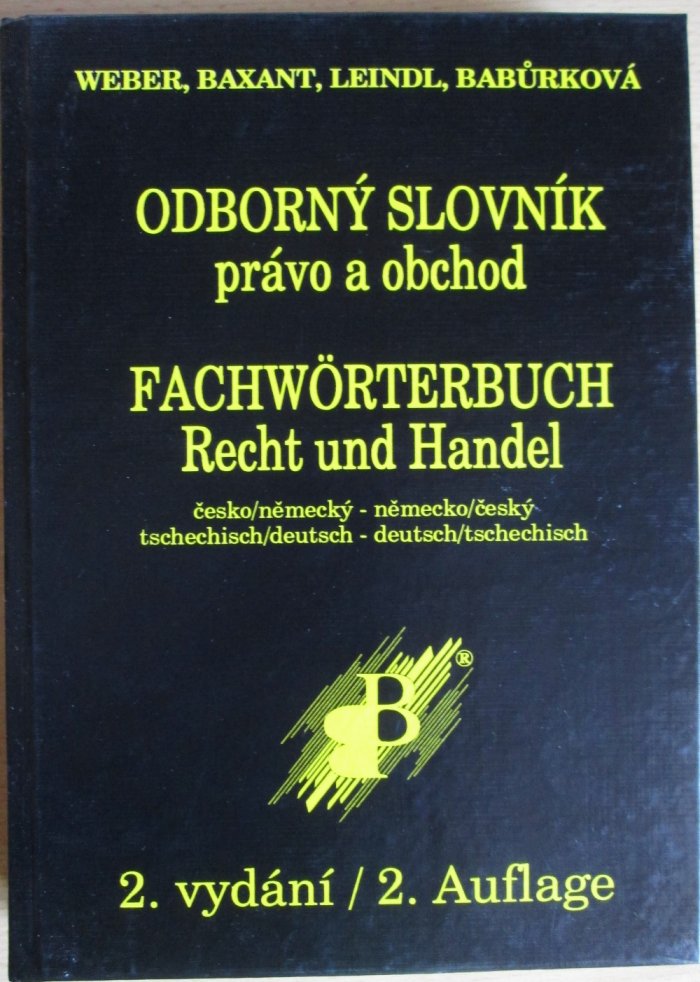 WEBER, BAXANT, LEINDL, BABŮRKOVÁ
ODBORNÝ SLOVNÍK
právo a obchod
FACHWÖRTERBUCH
Recht und Handel
česko/německý - německo/český
tschechisch/deutsch - deutsch/tschechisch
B ®
2. vydání / 2. Auflage